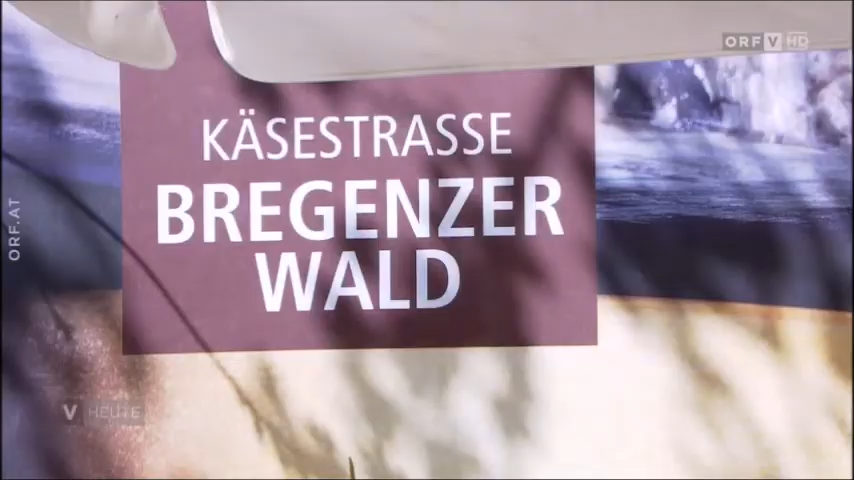 ORF V HD
KÄSESTRASSE
BREGENZER
WALD
ORF.AT
V HEUTE